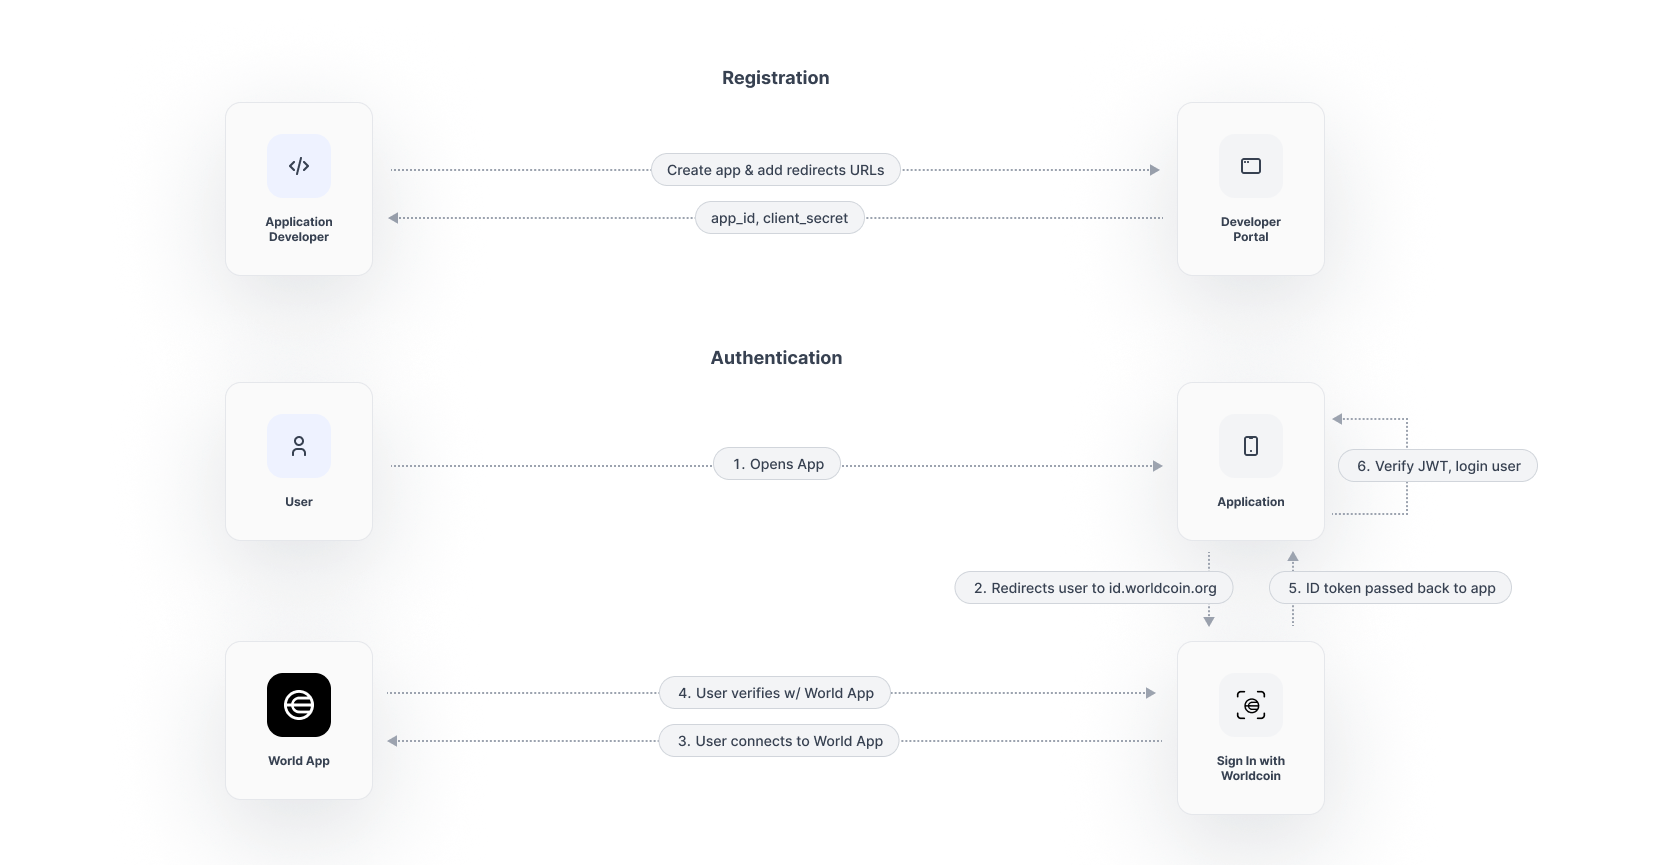 Registration
Application
Developer
Create app & add redirects URLs
app_id, client_secret
Developer
Portal
Authentication
User
1. Opens App
Application
6. Verify JWT, login user
2. Redirects user to id.worldcoin.org
5. ID token passed back to app
World App
4. User verifies w/ World App
3. User connects to World App
Sign In with
Worldcoin